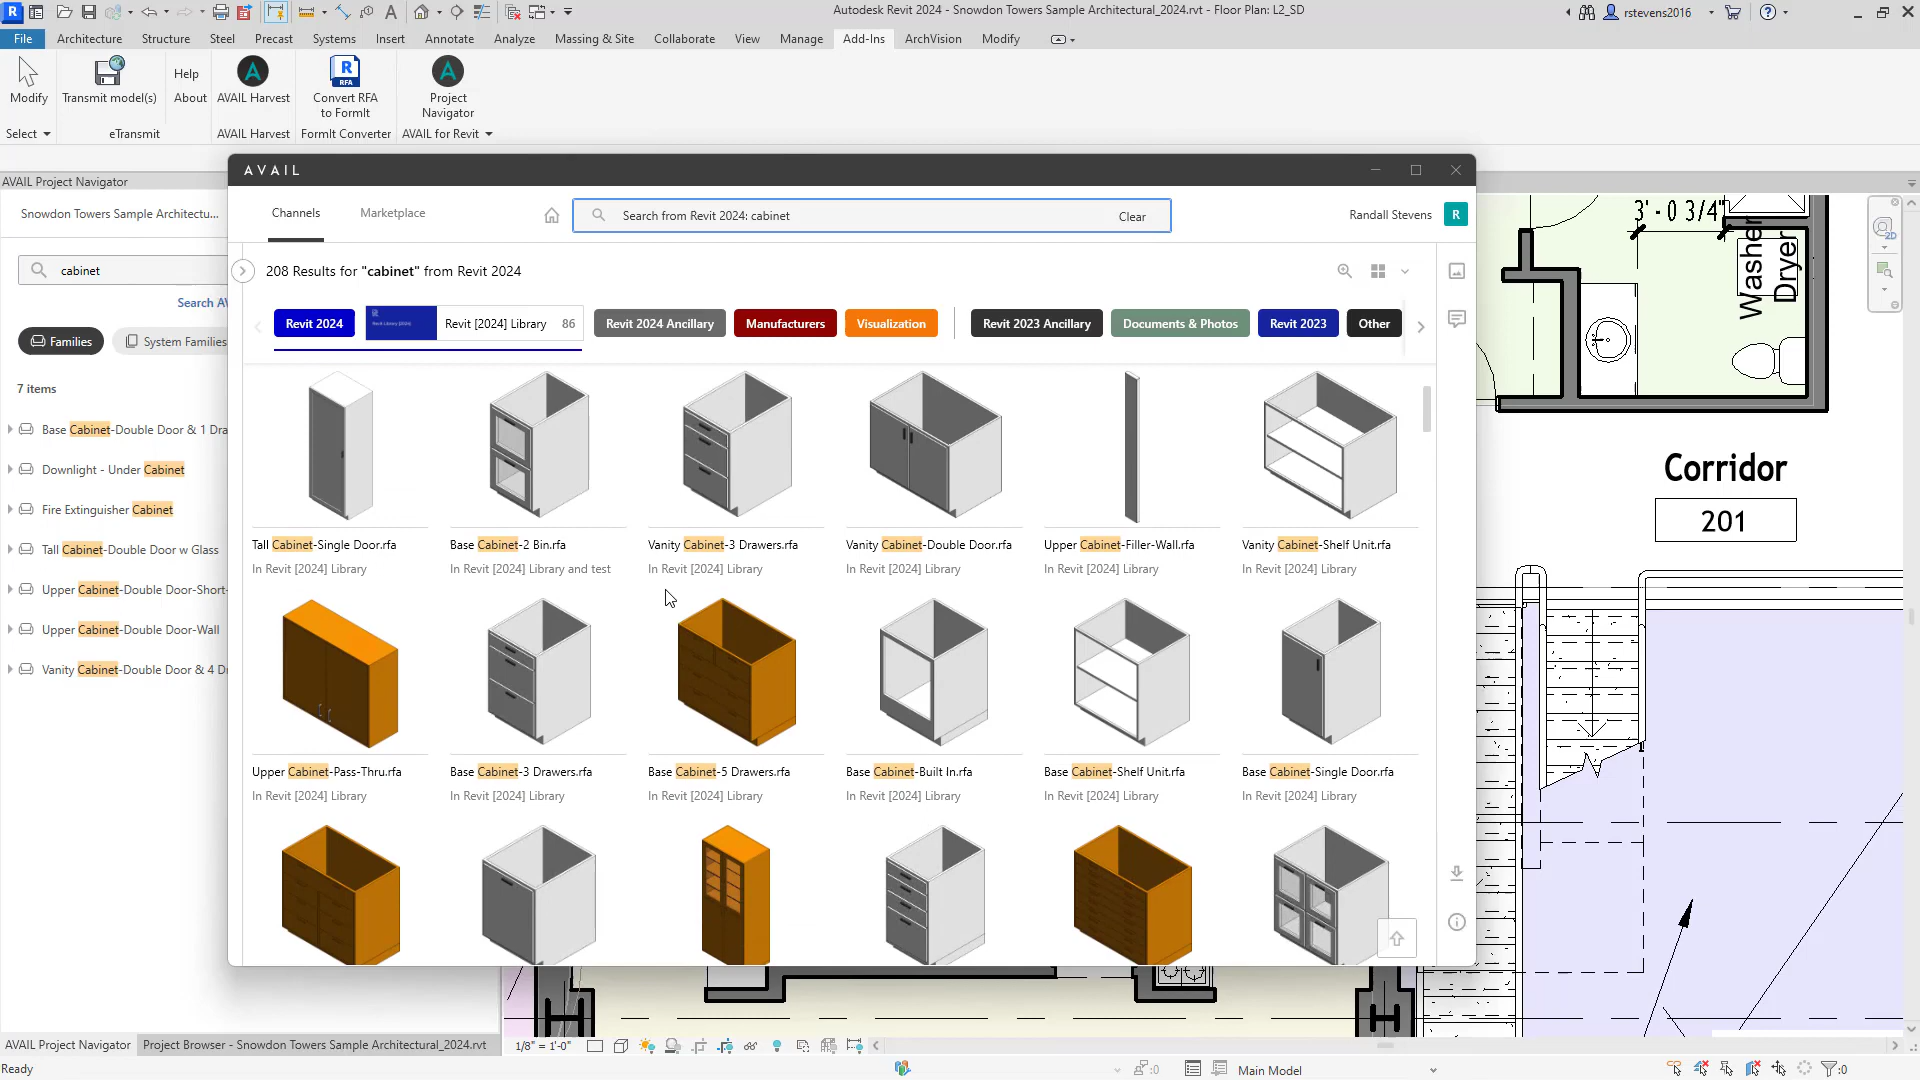 Autodesk Revit 2024 - Snowdon Towers Sample Architectural_2024.rvt - Floor Plan: L2_SD
rstevens2016
File Architecture Structure Steel Precast Systems Insert Annotate Analyze Massing & Site Collaborate View Manage Add-Ins ArchVision Modify
Modify
Transmit model(s)
Help
About
AVAIL Harvest
Convert RFA
to FormIt
Project
Navigator
Select
eTransmit
AVAIL Harvest
FormIt Converter
AVAIL for Revit
AVAIL Project Navigator
Snowdon Towers Sample Architectu...
cabinet
Search AV
Families
System Families
7 items
Base Cabinet-Double Door & 1 Dra
Downlight - Under Cabinet
Fire Extinguisher Cabinet
Tall Cabinet-Double Door w Glass
Upper Cabinet-Double Door-Short-
Upper Cabinet-Double Door-Wall
Vanity Cabinet-Double Door & 4 Dr
AVAIL
Channels
Marketplace
Search from Revit 2024: cabinet
Clear
Randall Stevens
R
208 Results for "cabinet" from Revit 2024
Revit 2024
Revit [2024] Library 86
Revit 2024 Ancillary
Manufacturers
Visualization
Revit 2023 Ancillary
Documents & Photos
Revit 2023
Other
Tall Cabinet-Single Door.rfa
In Revit [2024] Library
Base Cabinet-2 Bin.rfa
In Revit [2024] Library and test
Vanity Cabinet-3 Drawers.rfa
In Revit [2024] Library
Vanity Cabinet-Double Door.rfa
In Revit [2024] Library
Upper Cabinet-Filler-Wall.rfa
In Revit [2024] Library
Vanity Cabinet-Shelf Unit.rfa
In Revit [2024] Library
Upper Cabinet-Pass-Thru.rfa
In Revit [2024] Library
Base Cabinet-3 Drawers.rfa
In Revit [2024] Library
Base Cabinet-5 Drawers.rfa
In Revit [2024] Library
Base Cabinet-Built In.rfa
In Revit [2024] Library
Base Cabinet-Shelf Unit.rfa
In Revit [2024] Library
Base Cabinet-Single Door.rfa
In Revit [2024] Library
3' - 0 3/4"
Washer
Dryer
2D
Corridor
201
AVAIL Project Navigator
Project Browser - Snowdon Towers Sample Architectural_2024.rvt
1/8" = 1'-0"
Ready
:0
Main Model
:0